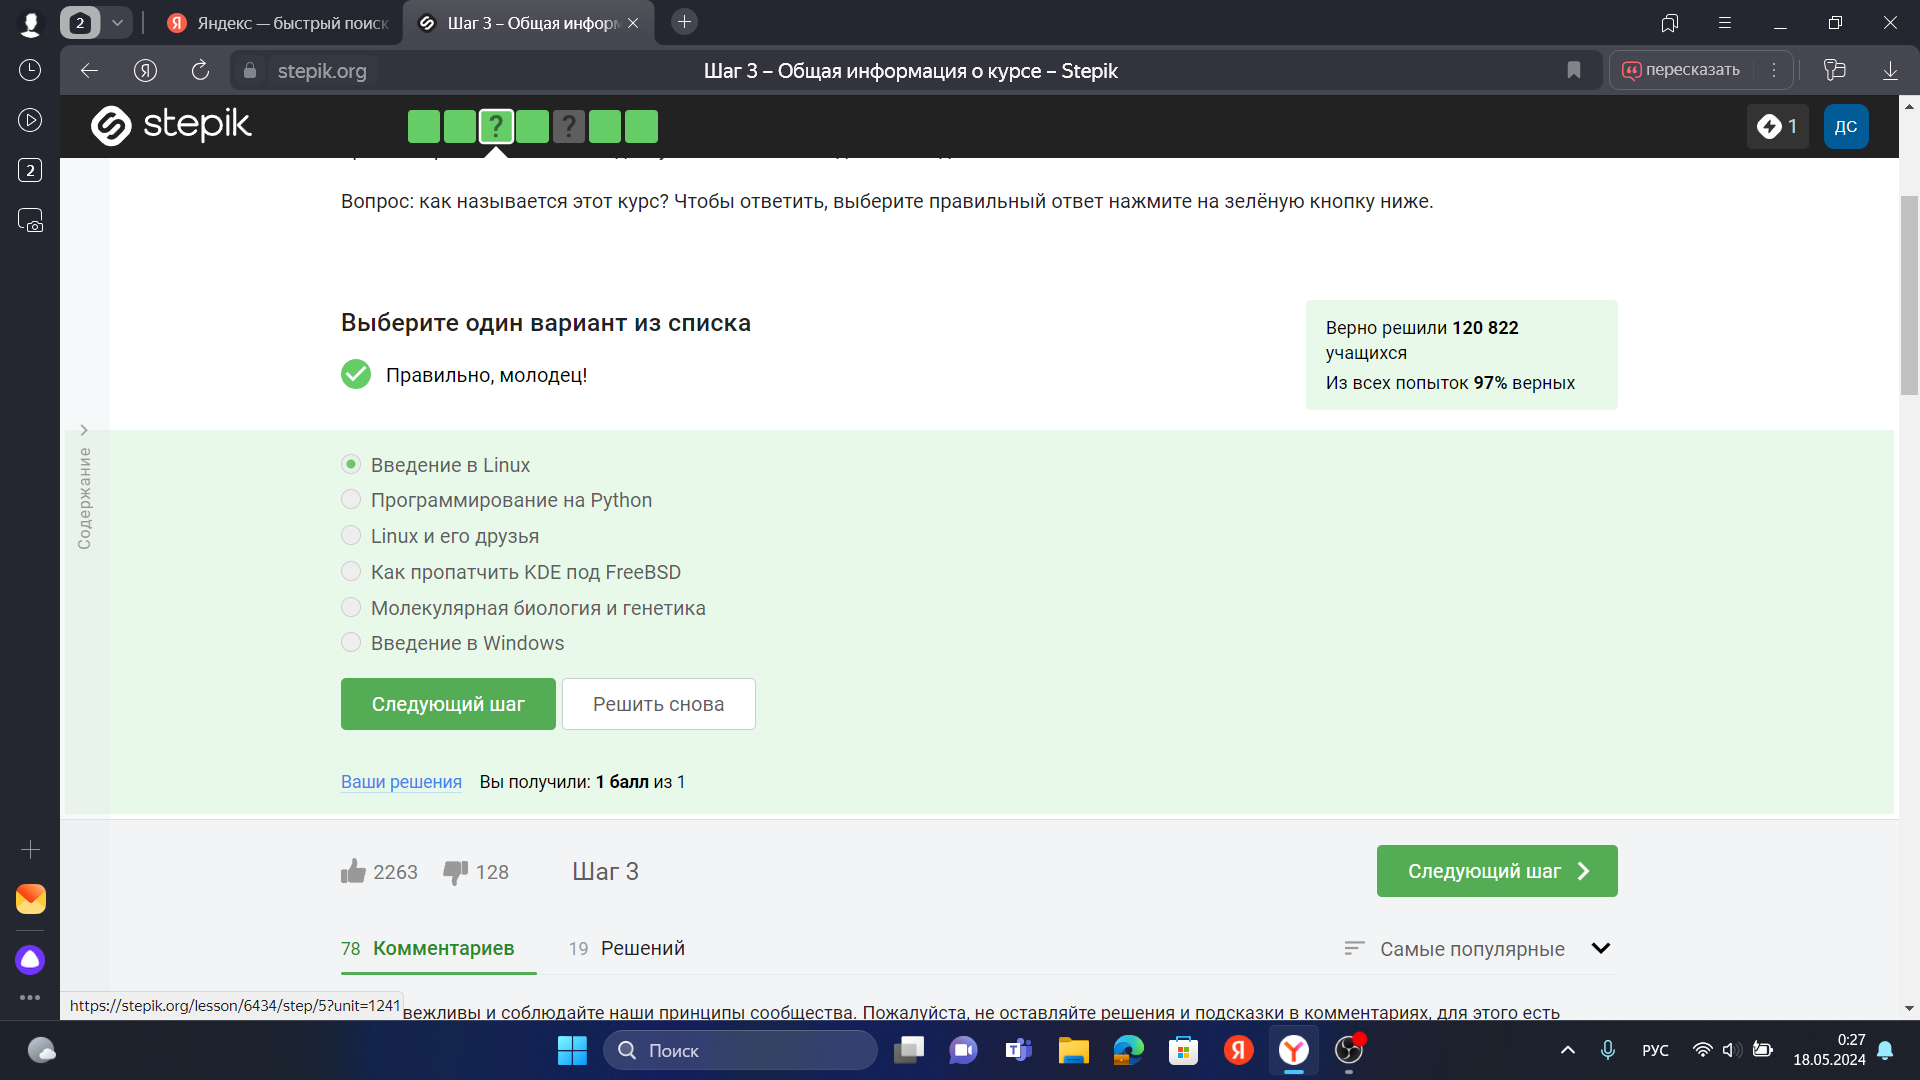 2
Яндекс — быстрый поиск
Шаг 3 – Общая информ
stepik.org
Шаг 3 – Общая информация о курсе – Stepik
пересказать
2
stepik
?
?
1
ДС
Вопрос: как называется этот курс? Чтобы ответить, выберите правильный ответ нажмите на зелёную кнопку ниже.
Выберите один вариант из списка
Правильно, молодец!
Верно решили 120 822
учащихся
Из всех попыток 97% верных
Содержание
Введение в Linux
Программирование на Python
Linux и его друзья
Как пропатчить KDE под FreeBSD
Молекулярная биология и генетика
Введение в Windows
Следующий шаг
Решить снова
Ваши решения Вы получили: 1 балл из 1
2263
128
Шаг 3
Следующий шаг
78 Комментариев
19 Решений
Самые популярные
https://stepik.org/lesson/6434/step/5?unit=1241
вежливы и соблюдайте наши принципы сообщества. Пожалуйста, не оставляйте решения и подсказки в комментариях, для этого есть
Поиск
РУС
0:27
18.05.2024